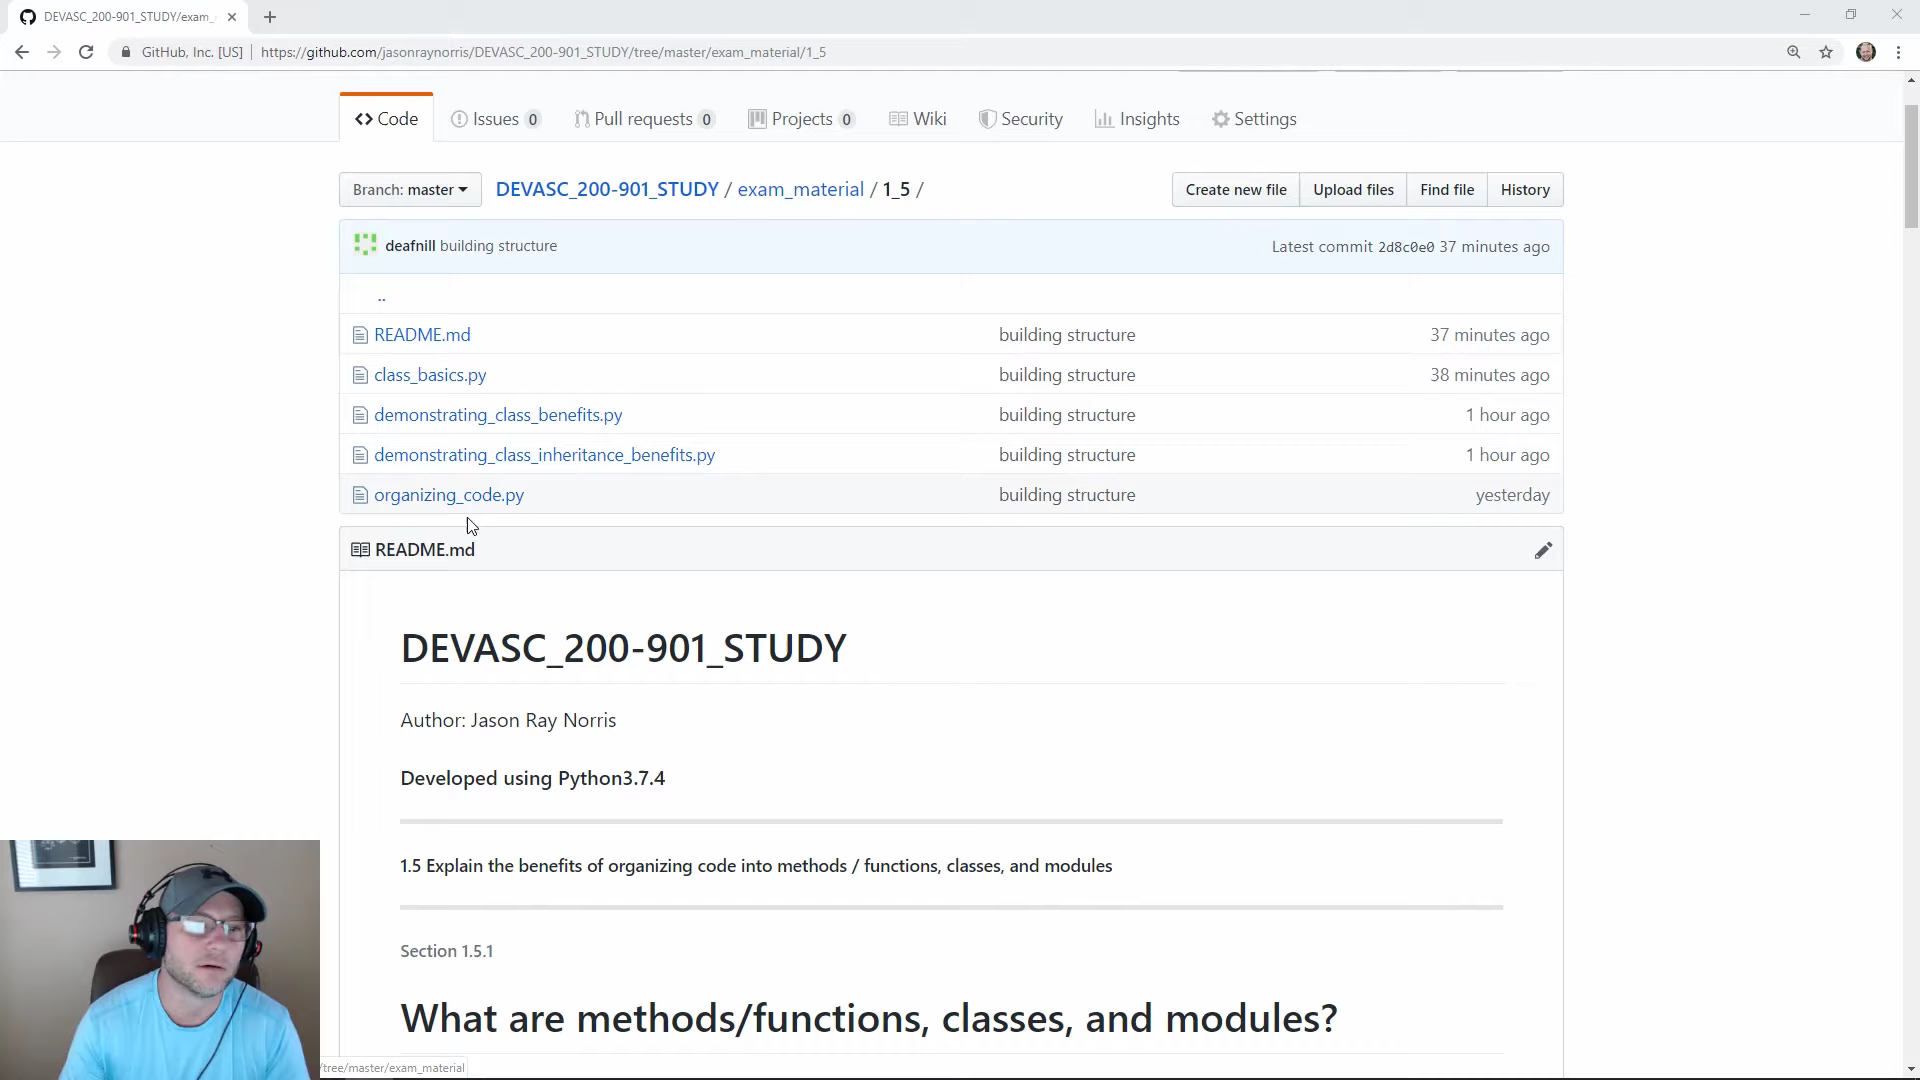 DEVASC_200-901_STUDY/exam_
GitHub, Inc. [US] https://github.com/jasonraynorris/DEVASC_200-901_STUDY/tree/master/exam_material/1_5
Code Issues 0 Pull requests 0 Projects 0 Wiki Security Insights Settings
Branch: master DEVASC_200-901_STUDY / exam_material / 1_5 / Create new file Upload files Find file History
deafnill building structure Latest commit 2d8c0e0 37 minutes ago
..
README.md building structure 37 minutes ago
class_basics.py building structure 38 minutes ago
demonstrating_class_benefits.py building structure 1 hour ago
demonstrating_class_inheritance_benefits.py building structure 1 hour ago
organizing_code.py building structure yesterday
README.md
DEVASC_200-901_STUDY
Author: Jason Ray Norris
Developed using Python3.7.4
1.5 Explain the benefits of organizing code into methods / functions, classes, and modules
Section 1.5.1
What are methods/functions, classes, and modules?
/tree/master/exam_material